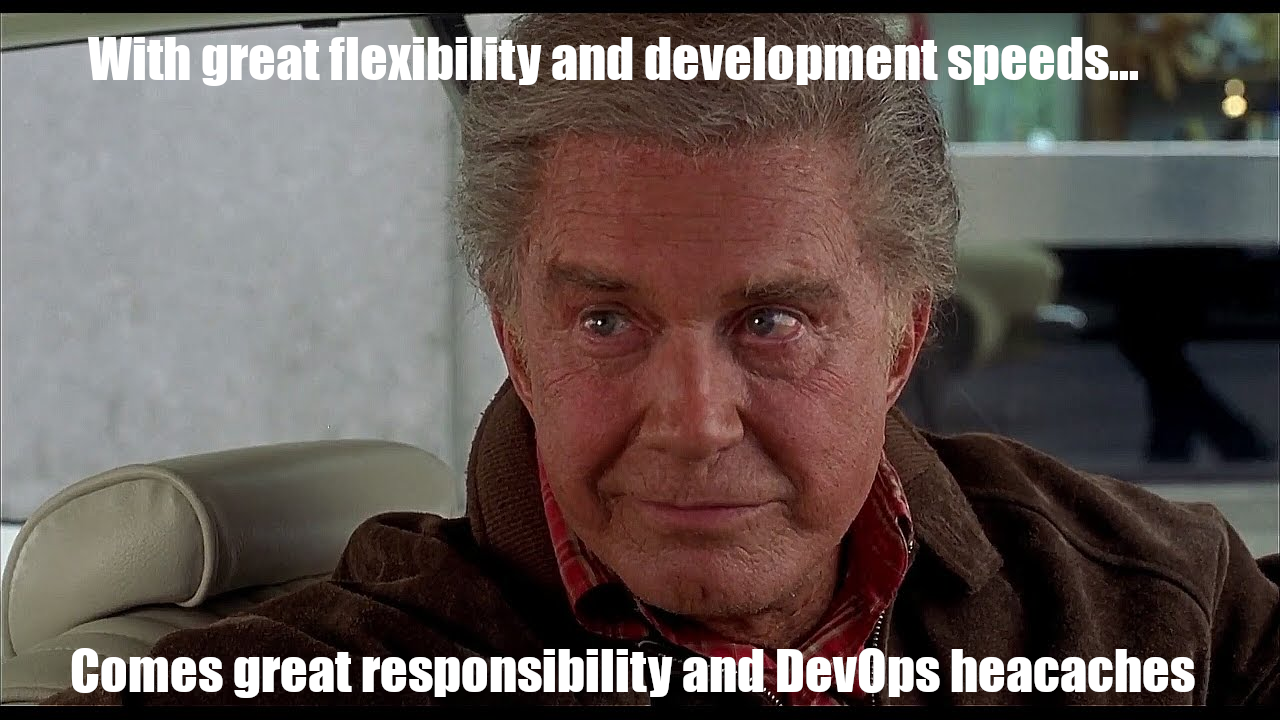 With great flexibility and development speeds...
Comes great responsibility and DevOps heacaches